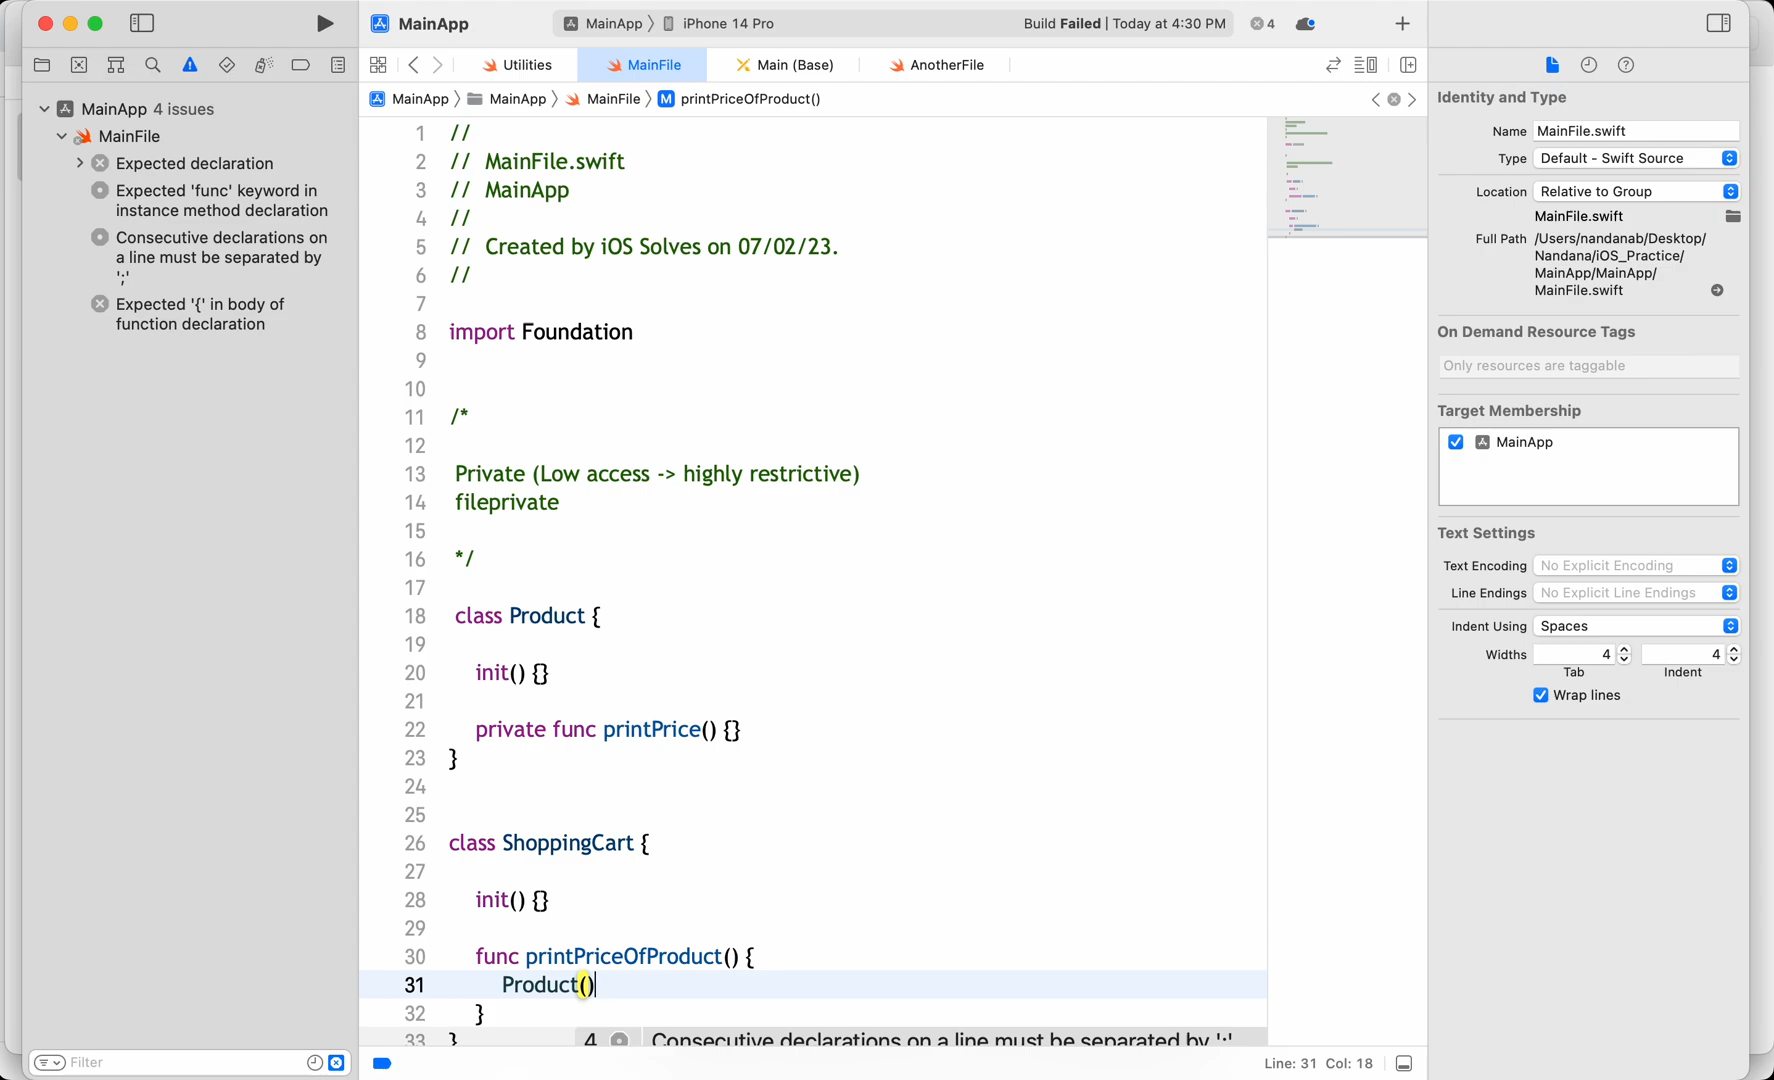 MainApp
MainApp
iPhone 14 Pro
Build Failed | Today at 4:30 PM
4
Utilities
MainFile
Main (Base)
AnotherFile
MainApp 4 issues
MainFile
Expected declaration
Expected 'func' keyword in
instance method declaration
Consecutive declarations on
a line must be separated by
';'
Expected '{' in body of
function declaration
Filter
MainApp
MainApp
MainFile
M printPriceOfProduct()
1 //
2 // MainFile.swift
3 // MainApp
4 //
5 // Created by iOS Solves on 07/02/23.
6 //
7
8 import Foundation
9
10
11 /*
12
13 Private (Low access -> highly restrictive)
14 fileprivate
15
16 */
17
18 class Product {
19
20 init() {}
21
22 private func printPrice() {}
23 }
24
25
26 class ShoppingCart {
27
28 init() {}
29
30 func printPriceOfProduct() {
31 Product()
32 }
33 }
4 Consecutive declarations on a line must be separated by ';'
Line: 31 Col: 18
Identity and Type
Name MainFile.swift
Type Default - Swift Source
Location Relative to Group
MainFile.swift
Full Path /Users/nandanab/Desktop/
Nandana/iOS_Practice/
MainApp/MainApp/
MainFile.swift
On Demand Resource Tags
Only resources are taggable
Target Membership
MainApp
Text Settings
Text Encoding No Explicit Encoding
Line Endings No Explicit Line Endings
Indent Using Spaces
Widths 4 4
Tab Indent
Wrap lines